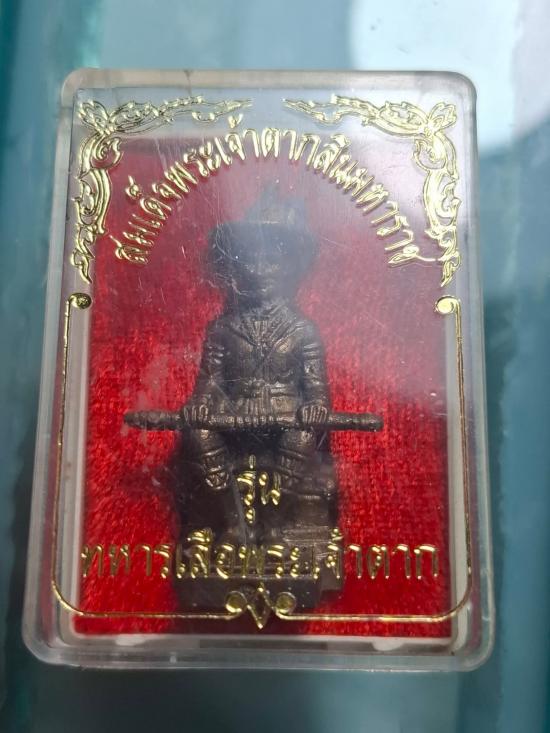 สมเด็จพระเจ้าตากสินมหาราช
รุ่น
ทหารเสือพระเจ้าตาก